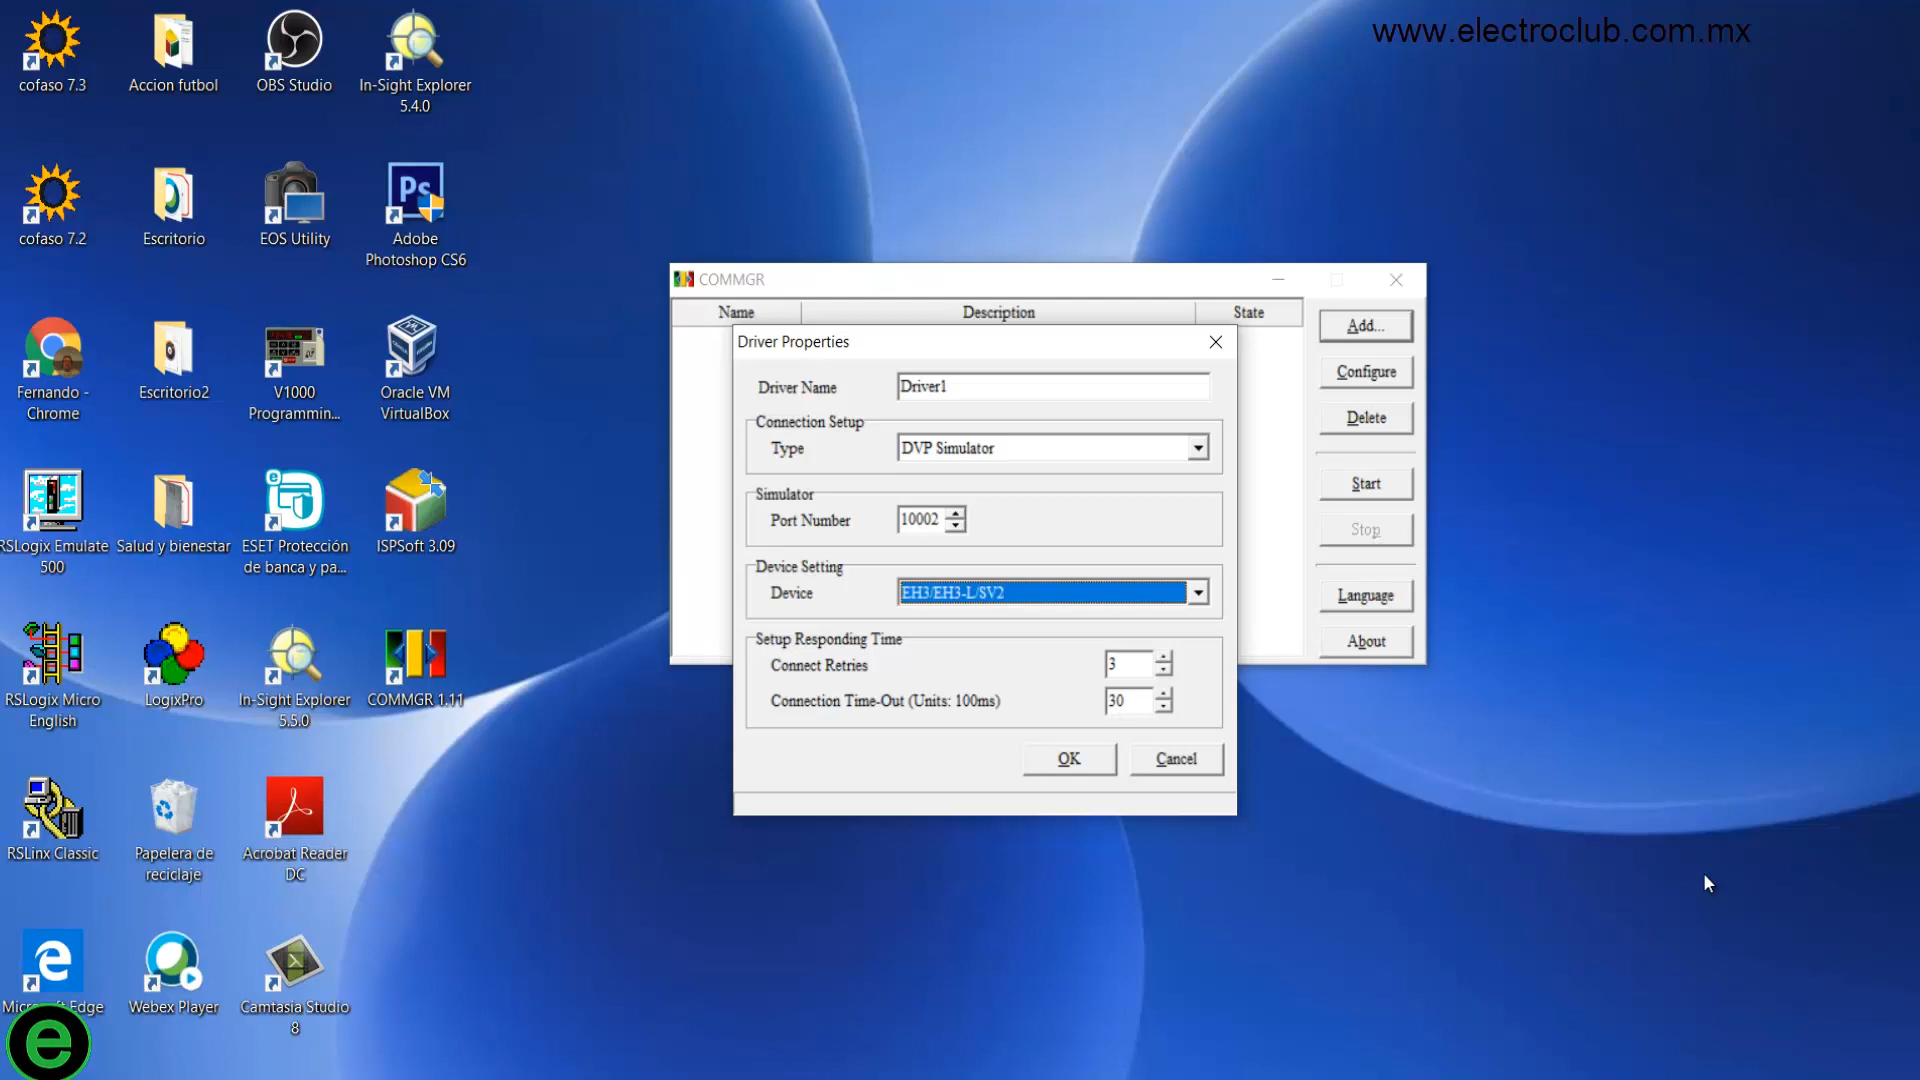 www.electroclub.com.mx
cofaso 7.3
Accion futbol
OBS Studio
In-Sight Explorer
5.4.0
cofaso 7.2
Escritorio
EOS Utility
Ps
Adobe
Photoshop CS6
Fernando -
Chrome
Escritorio2
V1000
Programmin...
Oracle VM
VirtualBox
RSLogix Emulate
500
Salud y bienestar
ESET Protección
de banca y pa...
ISPSoft 3.09
RSLogix Micro
English
LogixPro
In-Sight Explorer
5.5.0
COMMGR 1.11
RSLinx Classic
Papelera de
reciclaje
Acrobat Reader
DC
Edge
Webex Player
Camtasia Studio
8
e
COMMGR
Name
Description
State
Add...
Configure
Delete
Start
Stop
Language
About
Driver Properties
Driver Name
Driver1
Connection Setup
Type
DVP Simulator
Simulator
Port Number
10002
Device Setting
Device
EH3/EH3-L/SV2
Setup Responding Time
Connect Retries
3
Connection Time-Out (Units: 100ms)
30
OK
Cancel